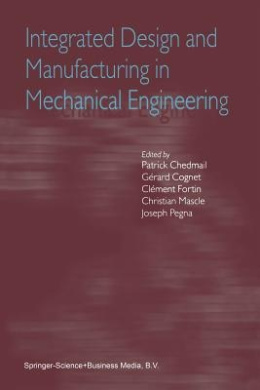 Integrated Design and
Manufacturing in
Mechanical Engineering
Edited by
Patrick Chedmail
Gérard Cognet
Clément Fortin
Christian Mascle
Joseph Pegna
Springer-Science+Business Media, B.V.